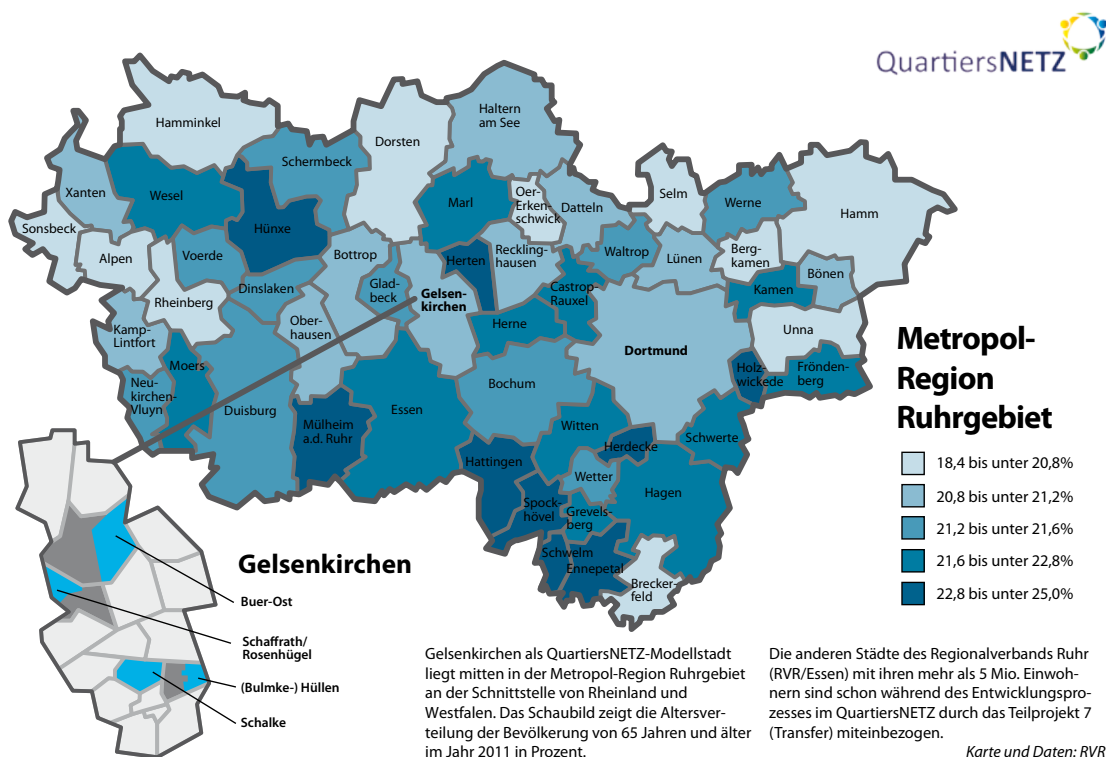 QuartiersNETZ
Hamminkel
Dorsten
Haltern
am See
Schermbeck
Xanten
Wesel
Marl
Oer-
Erken-
schwick
Datteln
Selm
Werne
Hamm
Sonsbeck
Hünxe
Alpen
Voerde
Bottrop
Herten
Reckling-
hausen
Waltrop
Lünen
Berg-
kamen
Bönen
Rheinberg
Dinslaken
Glad-
beck
Gelsen-
kirchen
Castrop-
Rauxel
Kamen
Kamp-
Lintfort
Ober-
hausen
Herne
Unna
Dortmund
Moers
Holz-
wickede
Frönden-
berg
Neu-
kirchen-
Vluyn
Duisburg
Essen
Bochum
Mülheim
a.d. Ruhr
Witten
Schwerte
Herdecke
Hattingen
Wetter
Hagen
Spock-
hövel
Grevels-
berg
Schwelm
Ennepetal
Brecker-
feld
Metropol-
Region
Ruhrgebiet
18,4 bis unter 20,8%
20,8 bis unter 21,2%
21,2 bis unter 21,6%
21,6 bis unter 22,8%
22,8 bis unter 25,0%
Gelsenkirchen
Buer-Ost
Schaffrath/
Rosenhügel
(Bulmke-) Hüllen
Schalke
Gelsenkirchen als QuartiersNETZ-Modellstadt
liegt mitten in der Metropol-Region Ruhrgebiet
an der Schnittstelle von Rheinland und
Westfalen. Das Schaubild zeigt die Altersver-
teilung der Bevölkerung von 65 Jahren und älter
im Jahr 2011 in Prozent.
Die anderen Städte des Regionalverbands Ruhr
(RVR/Essen) mit ihren mehr als 5 Mio. Einwoh-
nern sind schon während des Entwicklungspro-
zesses im QuartiersNETZ durch das Teilprojekt 7
(Transfer) miteinbezogen.
Karte und Daten: RVR